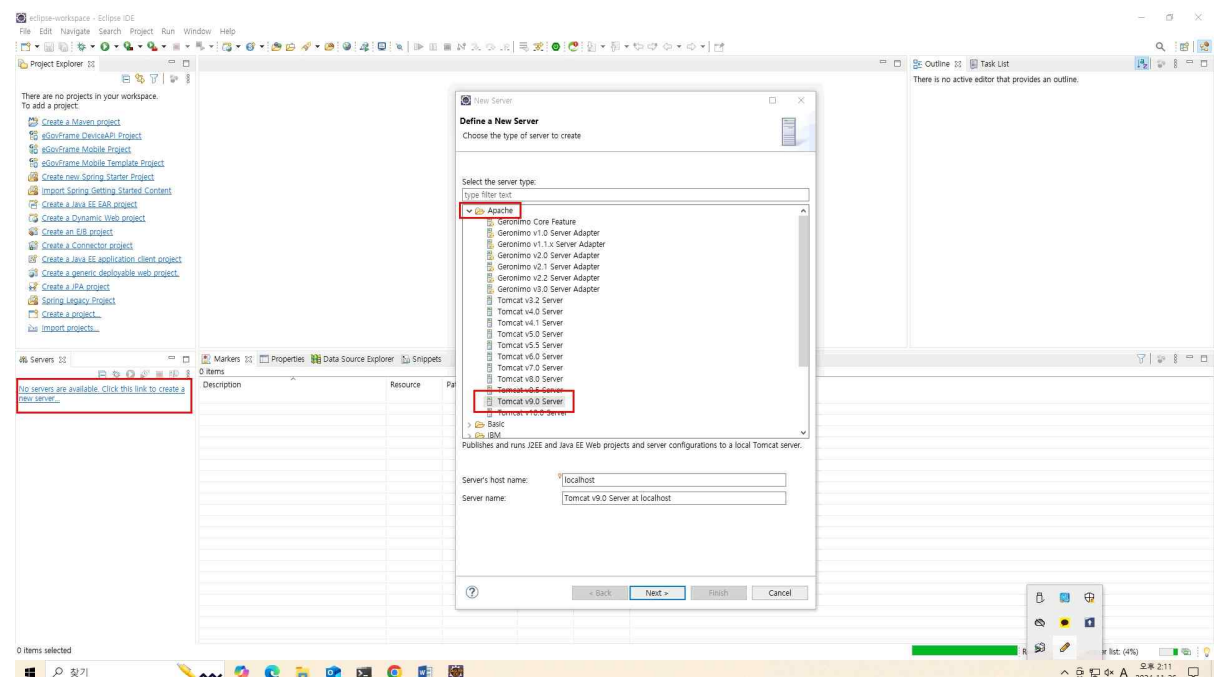 eclipse-workspace - Eclipse IDE
File Edit Navigate Search Project Run Window Help
Project Explorer
There are no projects in your workspace.
To add a project:
Create a Maven project
eGovFrame DeviceAPI Project
eGovFrame Mobile Project
eGovFrame Mobile Template Project
Create new Spring Starter Project
Import Spring Getting Started Content
Create a Java EE EAR project
Create a Dynamic Web project
Create an EJB project
Create a Connector project
Create a Java EE application client project
Create a generic deployable web project.
Create a JPA project
Spring Legacy Project
Create a project...
Import projects...
Outline Task List
There is no active editor that provides an outline.
New Server
Define a New Server
Choose the type of server to create
Select the server type:
type filter text
Apache
Geronimo Core Feature
Geronimo v1.0 Server Adapter
Geronimo v1.1.x Server Adapter
Geronimo v2.0 Server Adapter
Geronimo v2.1 Server Adapter
Geronimo v2.2 Server Adapter
Geronimo v3.0 Server Adapter
Tomcat v3.2 Server
Tomcat v4.0 Server
Tomcat v4.1 Server
Tomcat v5.0 Server
Tomcat v5.5 Server
Tomcat v6.0 Server
Tomcat v7.0 Server
Tomcat v8.0 Server
Tomcat v8.5 Server
Tomcat v9.0 Server
Tomcat v10.0 Server
Basic
IBM
Publishes and runs J2EE and Java EE Web projects and server configurations to a local Tomcat server.
Server's host name: localhost
Server name: Tomcat v9.0 Server at localhost
< Back Next > Finish Cancel
Servers
No servers are available. Click this link to create a
new server...
Markers Properties Data Source Explorer Snippets
0 items
Description Resource
0 items selected
list: (4%)
찾기
A 오후 2:11